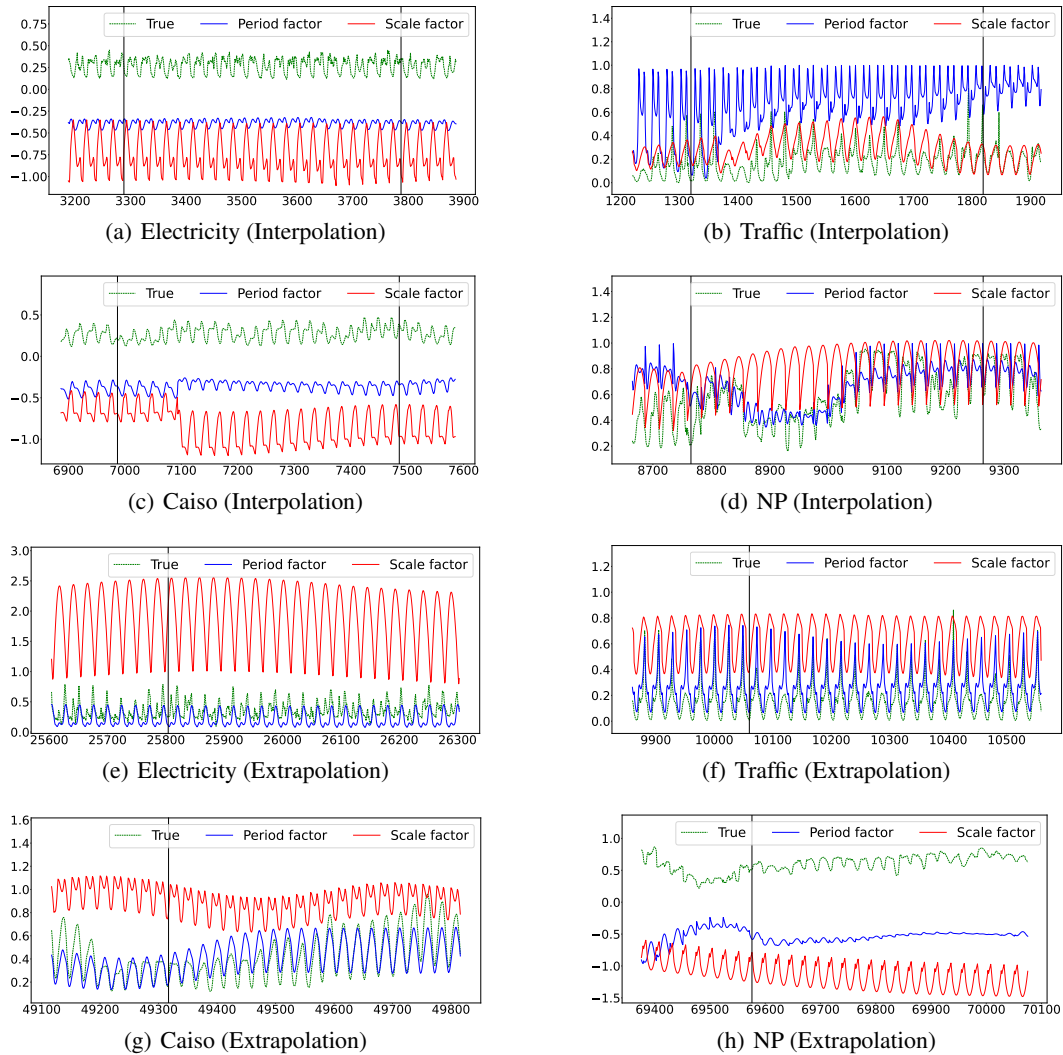 0.75
0.50
0.25
0.00
−0.25
−0.50
−0.75
−1.00
True Period factor Scale factor
3200 3300 3400 3500 3600 3700 3800 3900
(a) Electricity (Interpolation)
1.4
1.2
1.0
0.8
0.6
0.4
0.2
0.0
True Period factor Scale factor
1200 1300 1400 1500 1600 1700 1800 1900
(b) Traffic (Interpolation)
0.5
0.0
−0.5
−1.0
True Period factor Scale factor
6900 7000 7100 7200 7300 7400 7500 7600
(c) Caiso (Interpolation)
1.4
1.2
1.0
0.8
0.6
0.4
0.2
True Period factor Scale factor
8700 8800 8900 9000 9100 9200 9300
(d) NP (Interpolation)
3.0
2.5
2.0
1.5
1.0
0.5
0.0
True Period factor Scale factor
25600 25700 25800 25900 26000 26100 26200 26300
(e) Electricity (Extrapolation)
1.2
1.0
0.8
0.6
0.4
0.2
0.0
True Period factor Scale factor
9900 10000 10100 10200 10300 10400 10500
(f) Traffic (Extrapolation)
1.6
1.4
1.2
1.0
0.8
0.6
0.4
0.2
True Period factor Scale factor
49100 49200 49300 49400 49500 49600 49700 49800
(g) Caiso (Extrapolation)
1.0
0.5
0.0
−0.5
−1.0
−1.5
True Period factor Scale factor
69400 69500 69600 69700 69800 69900 70000 70100
(h) NP (Extrapolation)